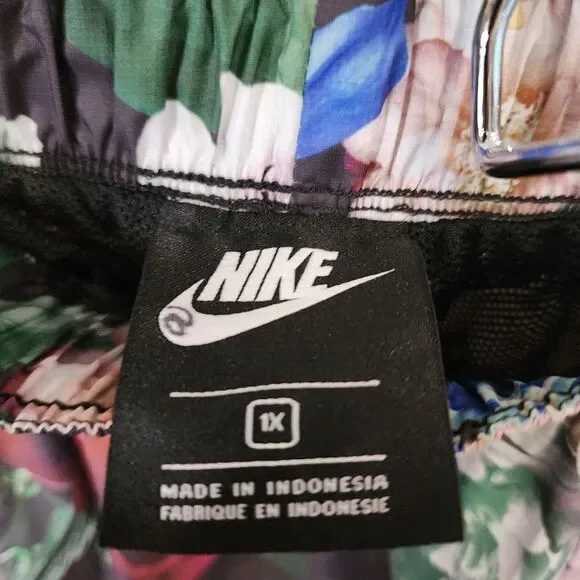 NIKE
1X
MADE IN INDONESIA
FABRIQUE EN INDONESIE